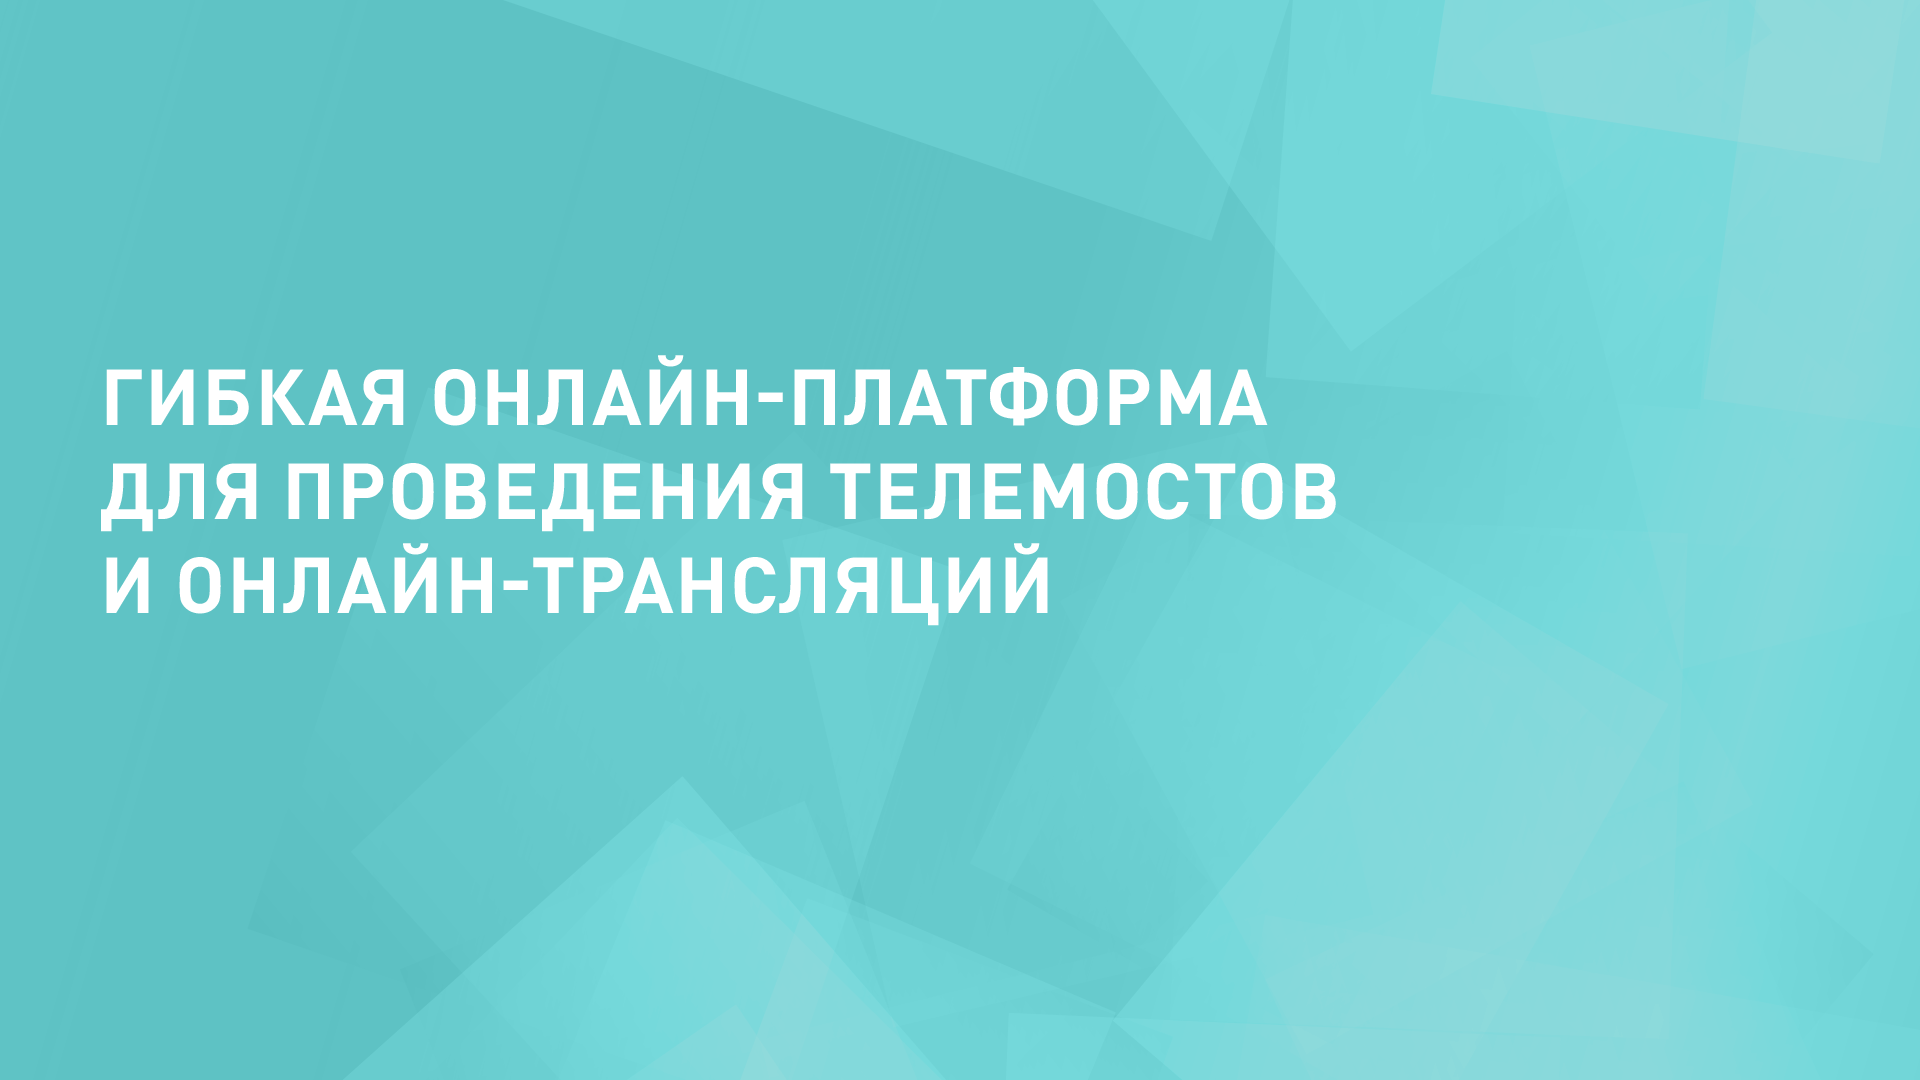 ГИБКАЯ ОНЛАЙН-ПЛАТФОРМА
ДЛЯ ПРОВЕДЕНИЯ ТЕЛЕМОСТОВ
И ОНЛАЙН-ТРАНСЛЯЦИЙ